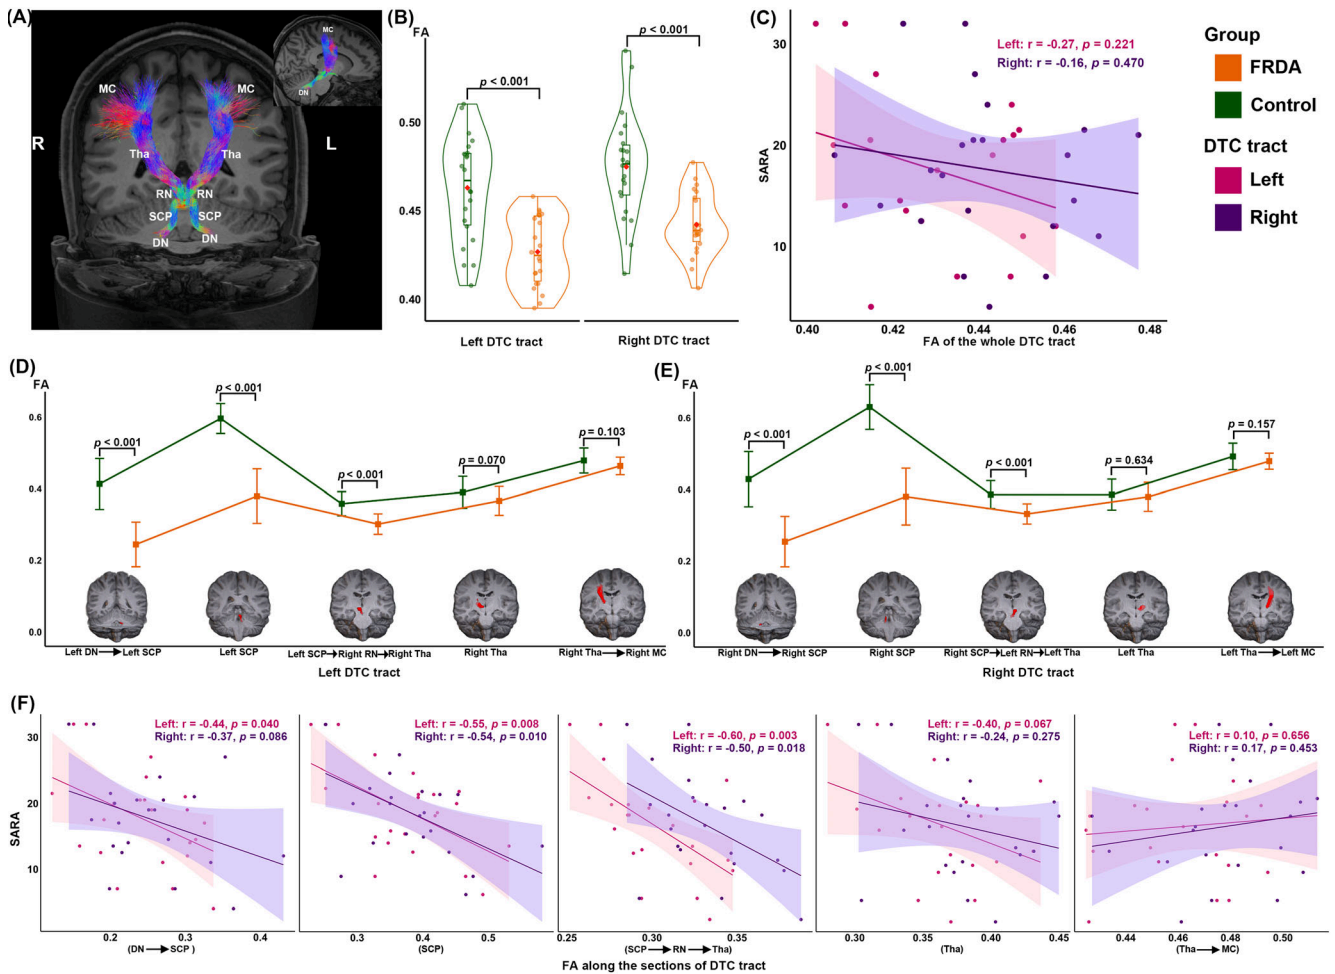 (A)
MC
DN
MC
MC
R
L
Tha
Tha
RN
RN
SCP
SCP
DN
DN
(B)
FA
p < 0.001
p < 0.001
0.50
0.45
0.40
Left DTC tract
Right DTC tract
(C)
Left: r = -0.27, p = 0.221
Right: r = -0.16, p = 0.470
SARA
30
20
10
0.40
0.42
0.44
0.46
0.48
FA of the whole DTC tract
Group
FRDA
Control
DTC tract
Left
Right
(D)
FA
0.6
0.4
0.2
0.0
p < 0.001
p < 0.001
p < 0.001
p = 0.070
p = 0.103
Left DN → Left SCP
Left SCP
Left SCP → Right RN → Right Tha
Right Tha
Right Tha → Right MC
Left DTC tract
(E)
FA
0.6
0.4
0.2
0.0
p < 0.001
p < 0.001
p < 0.001
p = 0.634
p = 0.157
Right DN → Right SCP
Right SCP
Right SCP → Left RN → Left Tha
Left Tha
Left Tha → Left MC
Right DTC tract
(F)
SARA
30
20
10
Left: r = -0.44, p = 0.040
Right: r = -0.37, p = 0.086
0.2
0.3
0.4
(DN → SCP )
Left: r = -0.55, p = 0.008
Right: r = -0.54, p = 0.010
0.3
0.4
0.5
(SCP)
Left: r = -0.60, p = 0.003
Right: r = -0.50, p = 0.018
0.25
0.30
0.35
(SCP → RN → Tha)
Left: r = -0.40, p = 0.067
Right: r = -0.24, p = 0.275
0.30
0.35
0.40
0.45
(Tha)
Left: r = 0.10, p = 0.656
Right: r = 0.17, p = 0.453
0.44
0.46
0.48
0.50
(Tha → MC)
FA along the sections of DTC tract